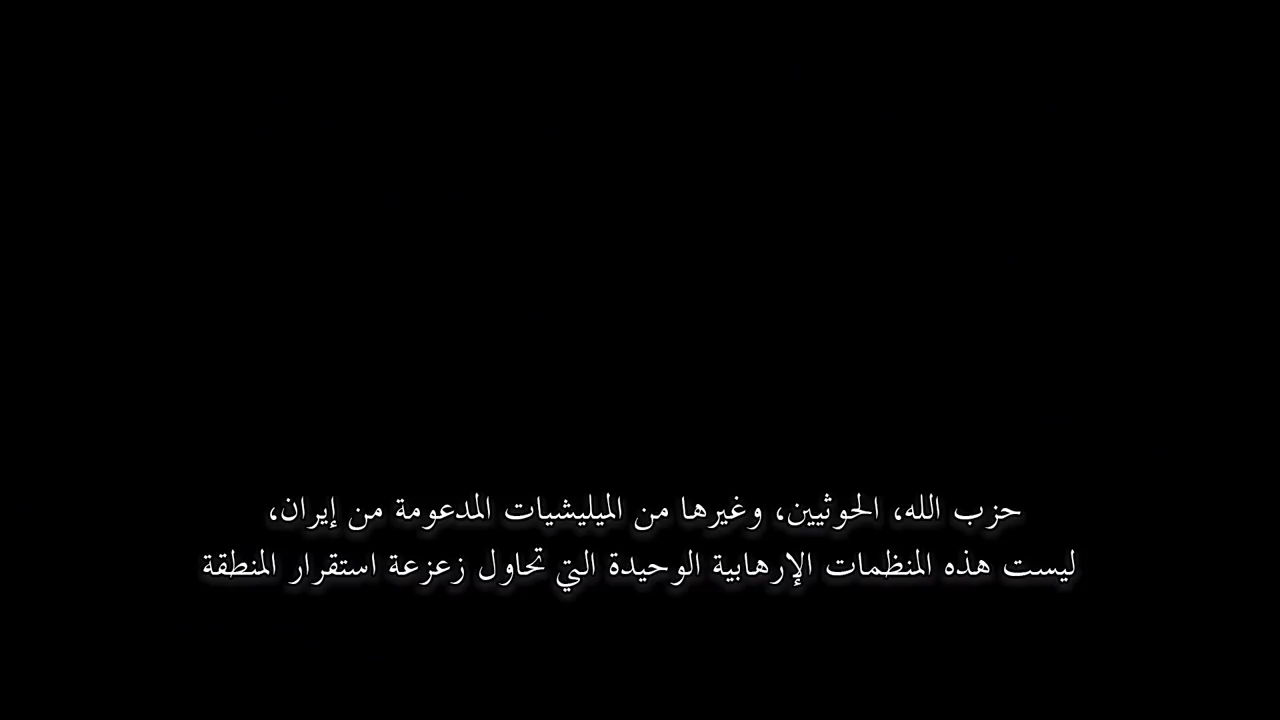 حزب الله، الحوثيين، وغيرها من الميليشيات المدعومة من إيران،
ليست هذه المنظمات الإرهابية الوحيدة التي تحاول زعزعة استقرار المنطقة